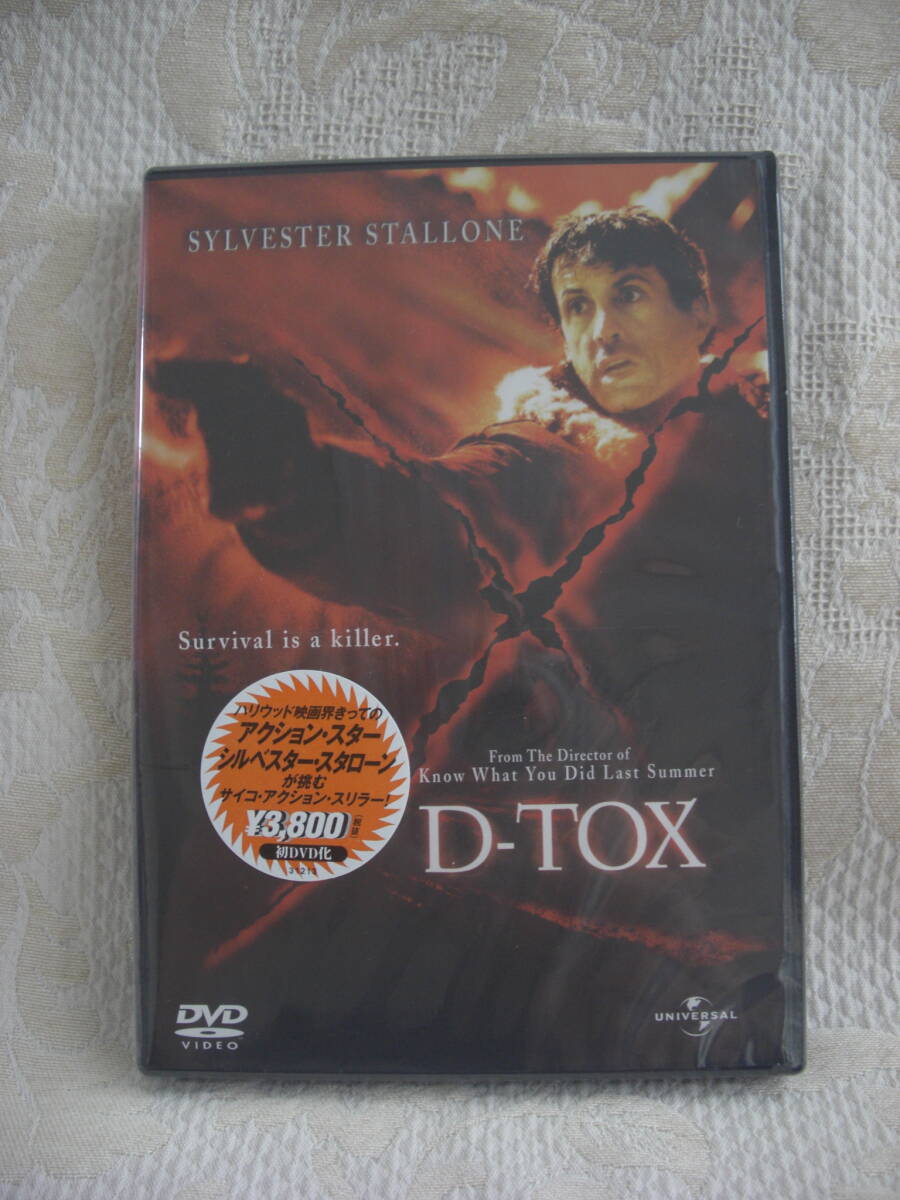 SYLVESTER STALLONE
Survival is a killer.
ハリウッド映画界きっての
アクション・スター
シルベスター・スタローン
が挑む
サイコ・アクション・スリラー!
¥3,800(税抜)
初DVD化
31213
From The Director of
Know What You Did Last Summer
D-TOX
DVD
VIDEO
UNIVERSAL